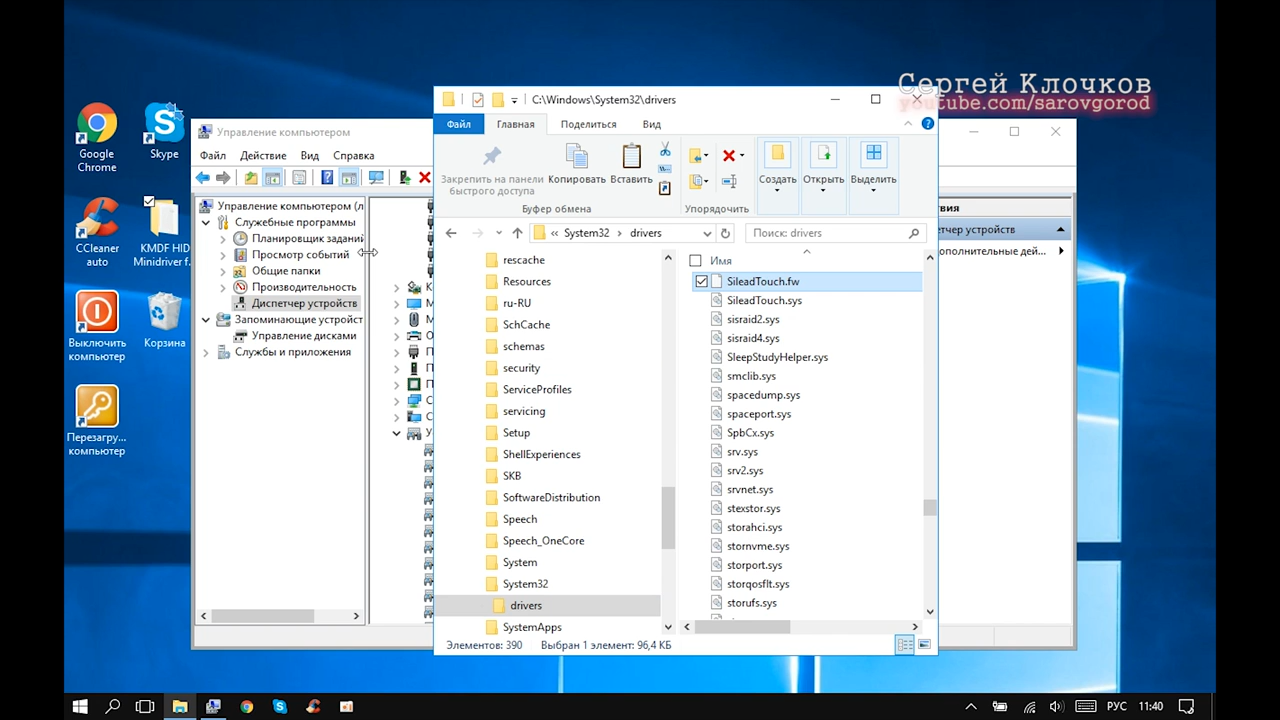 Сергей Клочков
youtube.com/sarovgorod
Google
Chrome
Skype
CCleaner
auto
KMDF HID
Minidriver f...
Выключить
компьютер
Корзина
Перезагру...
компьютер
Управление компьютером
Файл Действие Вид Справка
Управление компьютером (л
Служебные программы
Планировщик заданий
Просмотр событий
Общие папки
Производительность
Диспетчер устройств
Запоминающие устройст
Управление дисками
Службы и приложения
К
М
М
О
П
П
П
С
С
У
C:\Windows\System32\drivers
Файл Главная Поделиться Вид
Закрепить на панели
быстрого доступа
Копировать
Вставить
Создать
Открыть
Выделить
Буфер обмена
Упорядочить
« System32 > drivers
Поиск: drivers
rescache
Resources
ru-RU
SchCache
schemas
security
ServiceProfiles
servicing
Setup
ShellExperiences
SKB
SoftwareDistribution
Speech
Speech_OneCore
System
System32
drivers
SystemApps
Имя
SileadTouch.fw
SileadTouch.sys
sisraid2.sys
sisraid4.sys
SleepStudyHelper.sys
smclib.sys
spacedump.sys
spaceport.sys
SpbCx.sys
srv.sys
srv2.sys
srvnet.sys
stexstor.sys
storahci.sys
stornvme.sys
storport.sys
storqosflt.sys
storufs.sys
Элементов: 390 Выбран 1 элемент: 96,4 КБ
твия
етчер устройств
ополнительные дей...
РУС 11:40